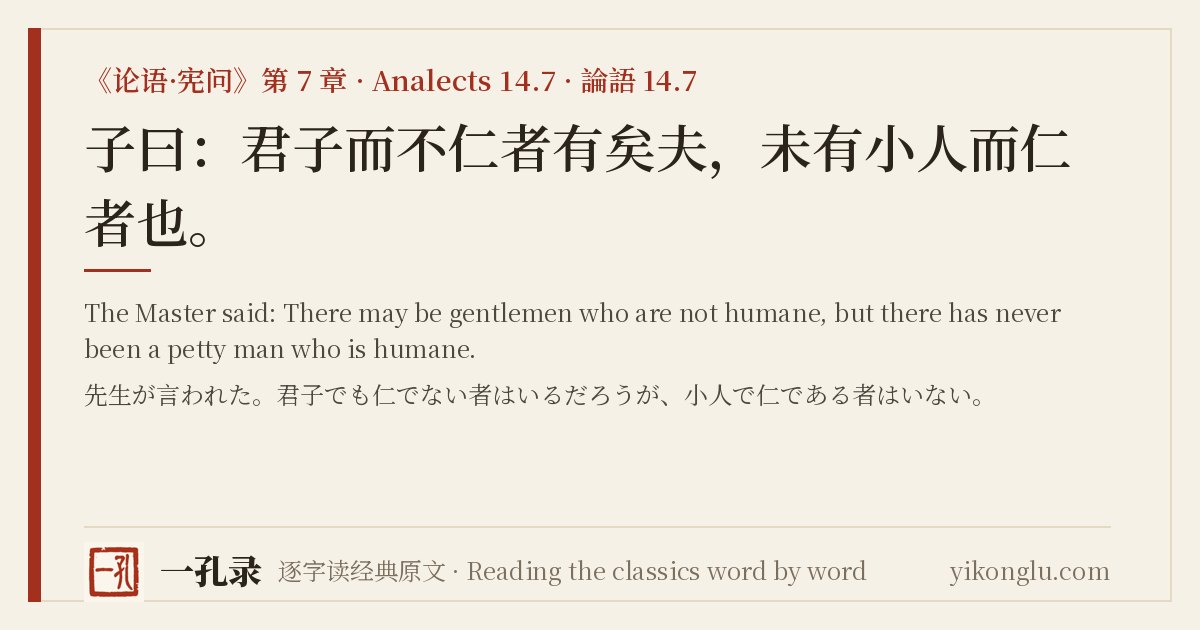 《论语·宪问》第 7 章 · Analects 14.7 · 論語 14.7
子曰：君子而不仁者有矣夫，未有小人而仁
者也。
The Master said: There may be gentlemen who are not humane, but there has never
been a petty man who is humane.
先生が言われた。君子でも仁でない者はいるだろうが、小人で仁である者はいない。
一孔 一孔录 逐字读经典原文 · Reading the classics word by word yikonglu.com